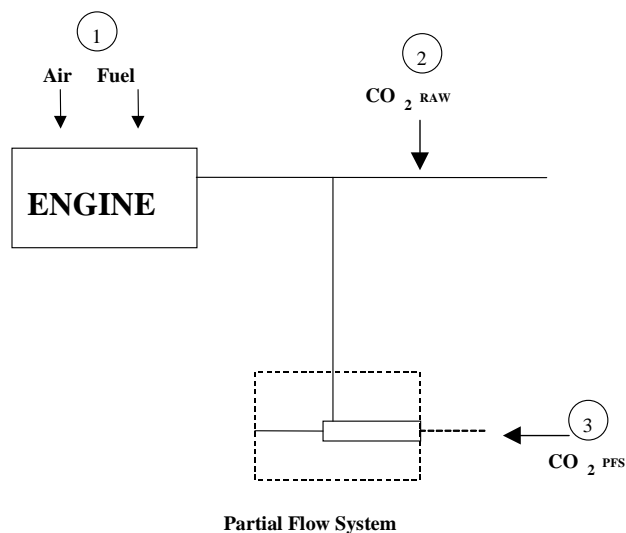 1
Air Fuel
2
CO 2 RAW
ENGINE
3
CO 2 PFS
Partial Flow System